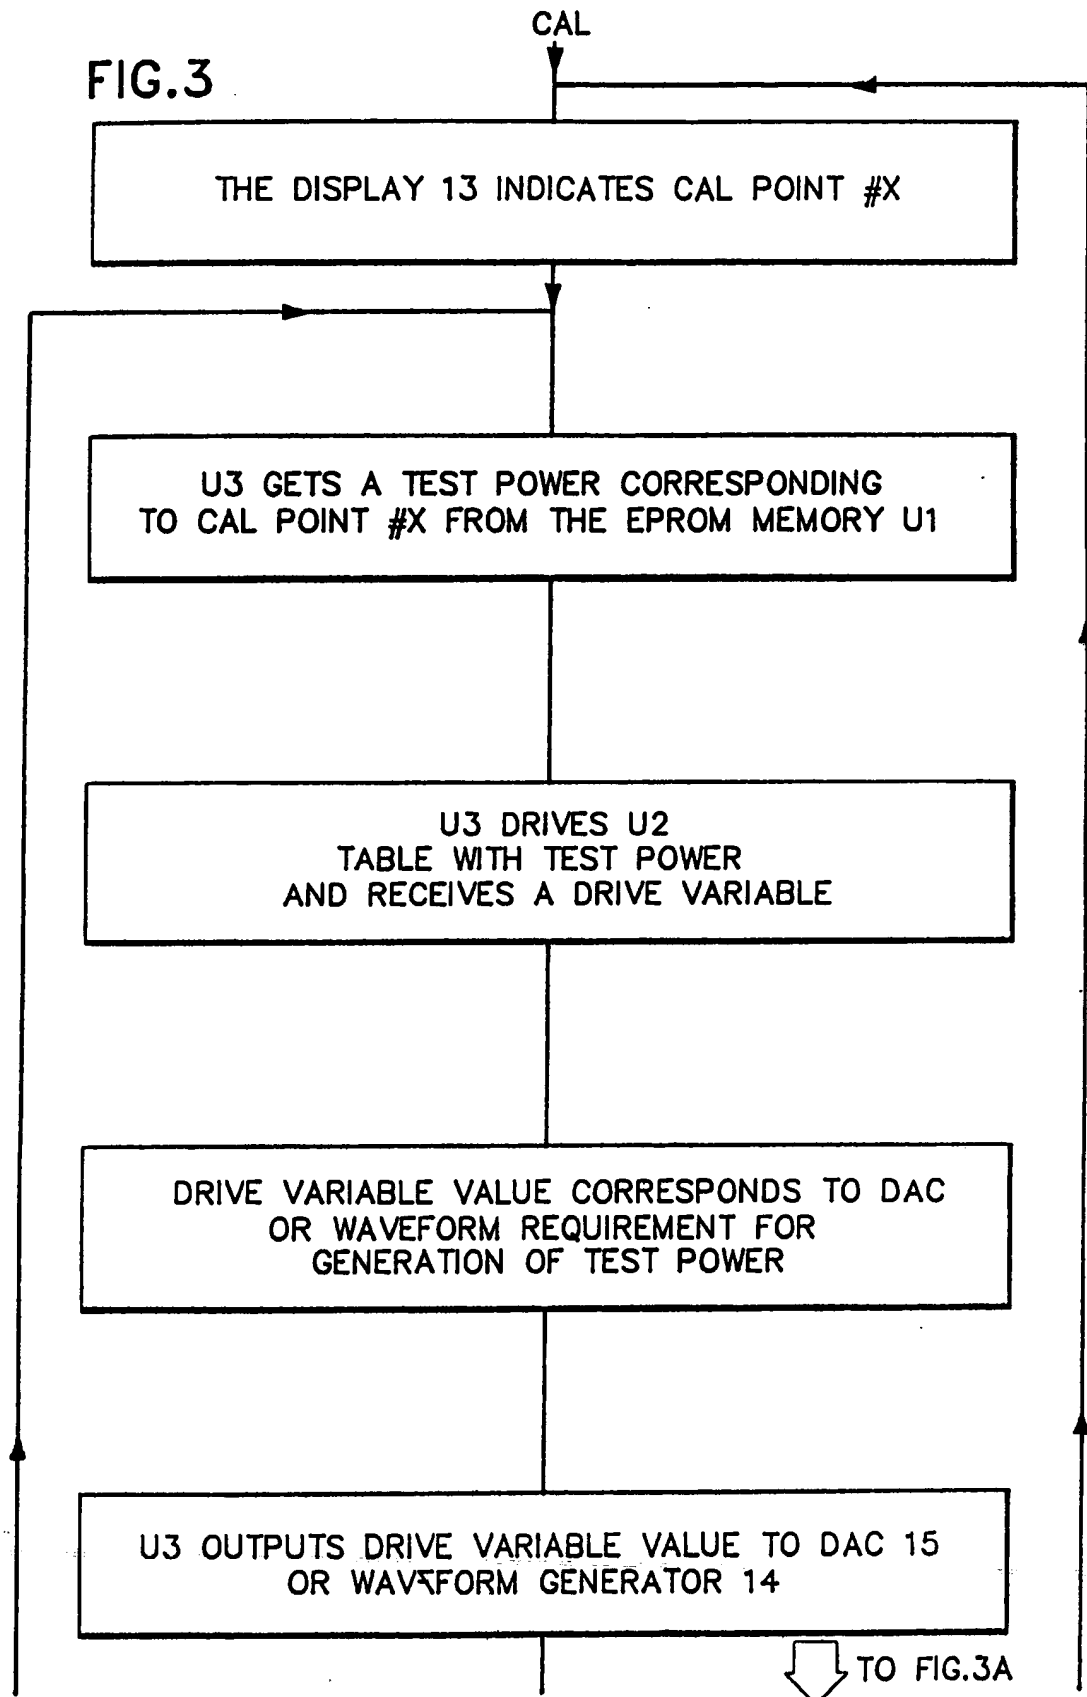 CAL
FIG.3
THE DISPLAY 13 INDICATES CAL POINT #X
U3 GETS A TEST POWER CORRESPONDING
TO CAL POINT #X FROM THE EPROM MEMORY U1
U3 DRIVES U2
TABLE WITH TEST POWER
AND RECEIVES A DRIVE VARIABLE
DRIVE VARIABLE VALUE CORRESPONDS TO DAC
OR WAVEFORM REQUIREMENT FOR
GENERATION OF TEST POWER
U3 OUTPUTS DRIVE VARIABLE VALUE TO DAC 15
OR WAVEFORM GENERATOR 14
TO FIG.3A